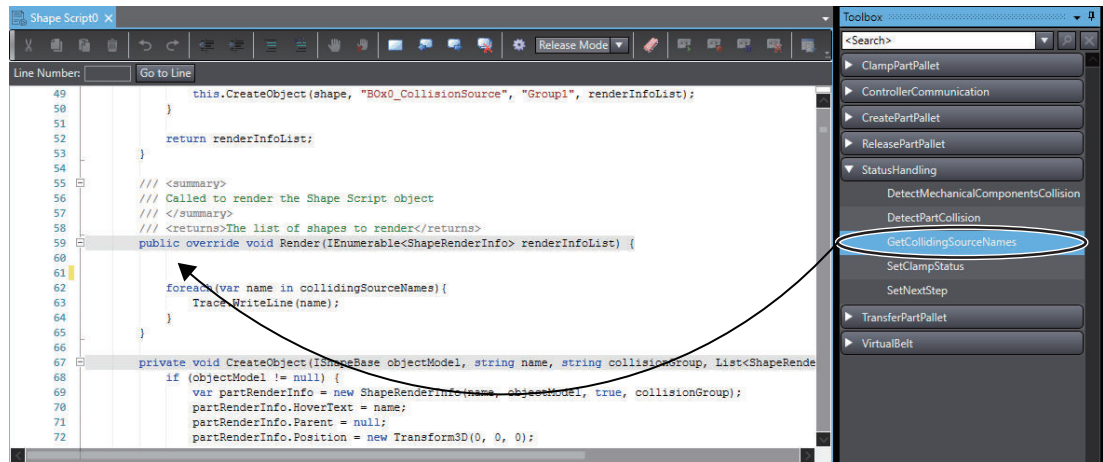 Shape Script0
Release Mode
Line Number:
Go to Line
49 this.CreateObject(shape, "BOx0_CollisionSource", "Group1", renderInfoList);
50 }
51
52 return renderInfoList;
53 }
54
55 /// <summary>
56 /// Called to render the Shape Script object
57 /// </summary>
58 /// <returns>The list of shapes to render</returns>
59 public override void Render(IEnumerable<ShapeRenderInfo> renderInfoList) {
60
61
62 foreach(var name in collidingSourceNames){
63 Trace.WriteLine(name);
64 }
65 }
66
67 private void CreateObject(IShapeBase objectModel, string name, string collisionGroup, List<ShapeRende
68 if (objectModel != null) {
69 var partRenderInfo = new ShapeRenderInfo(name, objectModel, true, collisionGroup);
70 partRenderInfo.HoverText = name;
71 partRenderInfo.Parent = null;
72 partRenderInfo.Position = new Transform3D(0, 0, 0);
Toolbox
<Search>
ClampPartPallet
ControllerCommunication
CreatePartPallet
ReleasePartPallet
StatusHandling
DetectMechanicalComponentsCollision
DetectPartCollision
GetCollidingSourceNames
SetClampStatus
SetNextStep
TransferPartPallet
VirtualBelt